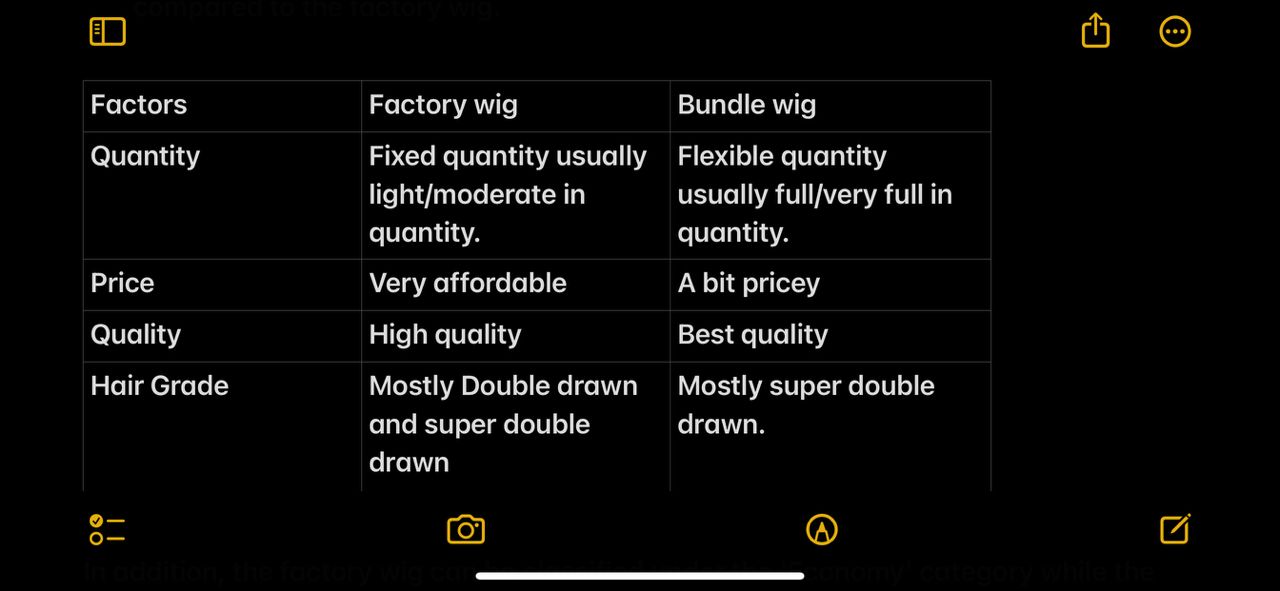 compared to the factory wig.
Factors
Factory wig
Bundle wig
Quantity
Fixed quantity usually
light/moderate in
quantity.
Flexible quantity
usually full/very full in
quantity.
Price
Very affordable
A bit pricey
Quality
High quality
Best quality
Hair Grade
Mostly Double drawn
and super double
drawn
Mostly super double
drawn.
In addition, the factory wig can be under the 'Economy' category while the